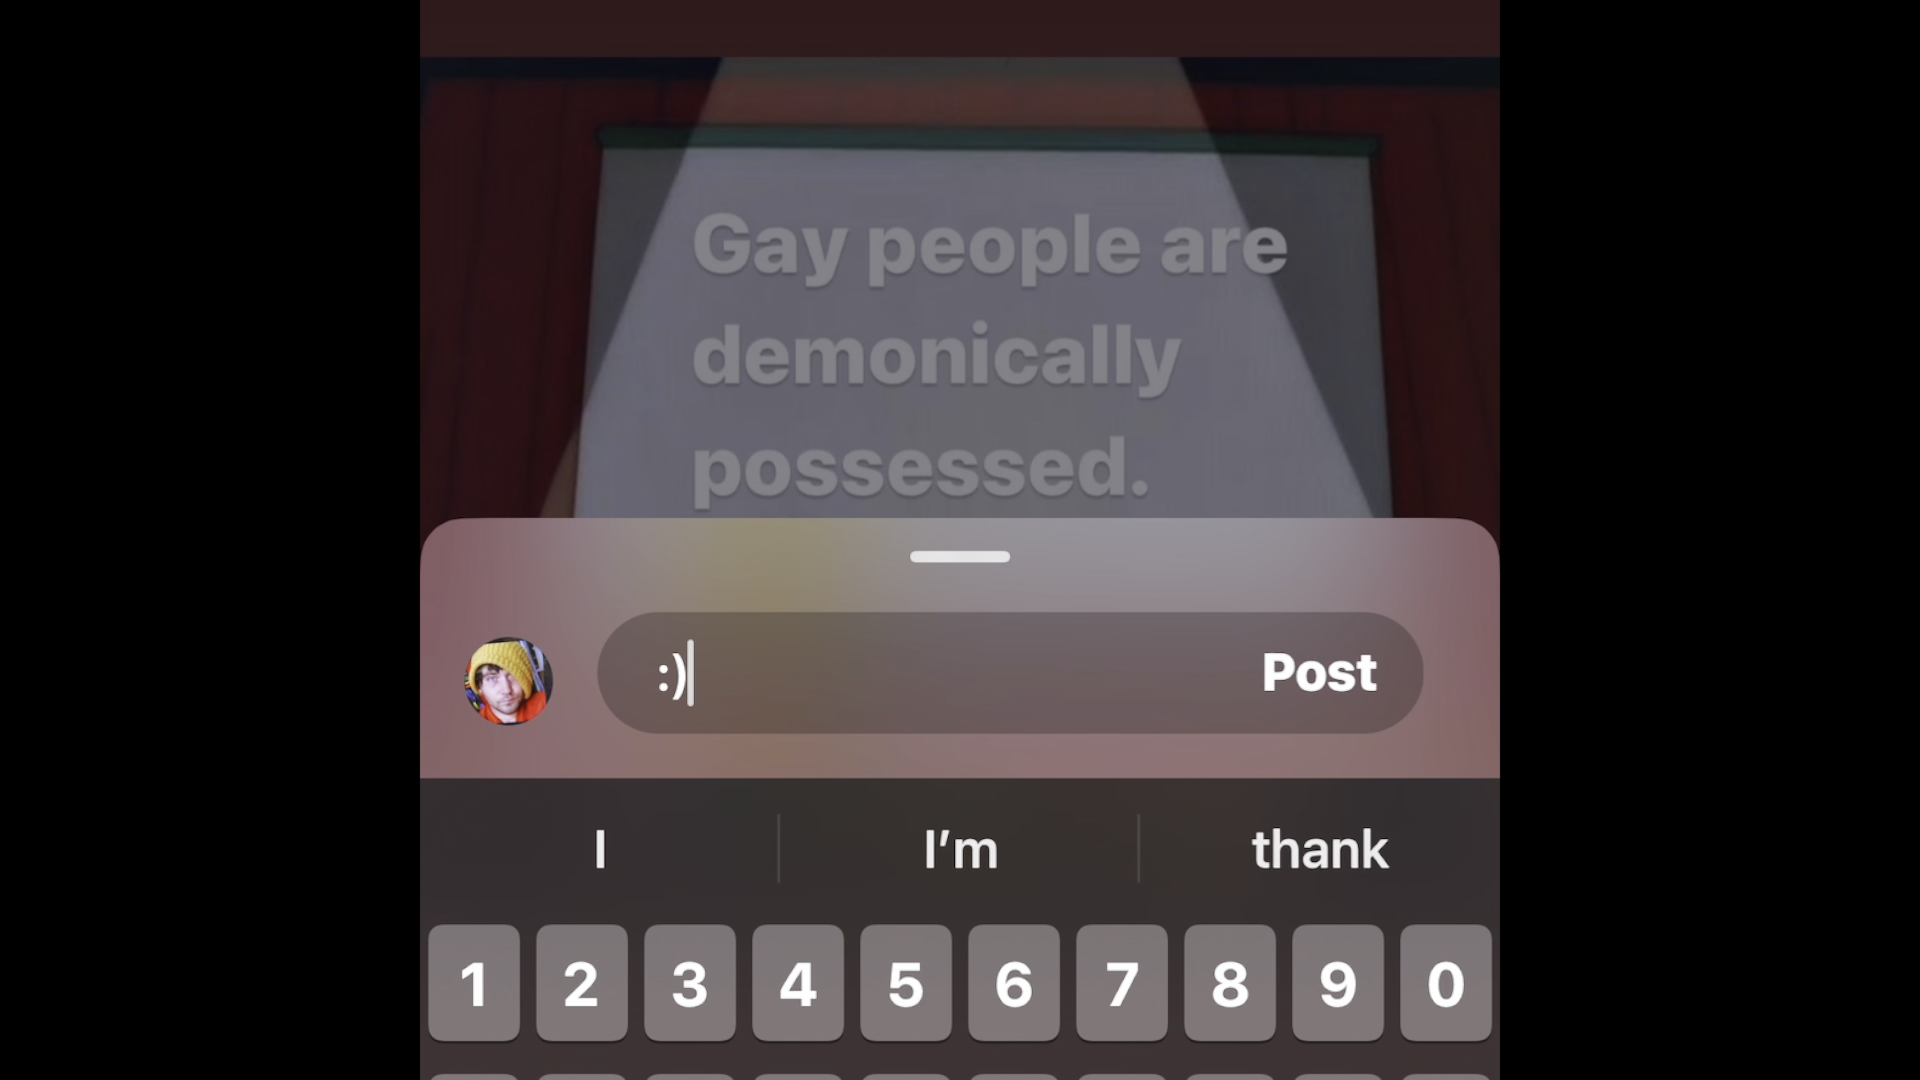 Gay people are
demonically
possessed.
:)
Post
I
I’m
thank
1 2 3 4 5 6 7 8 9 0